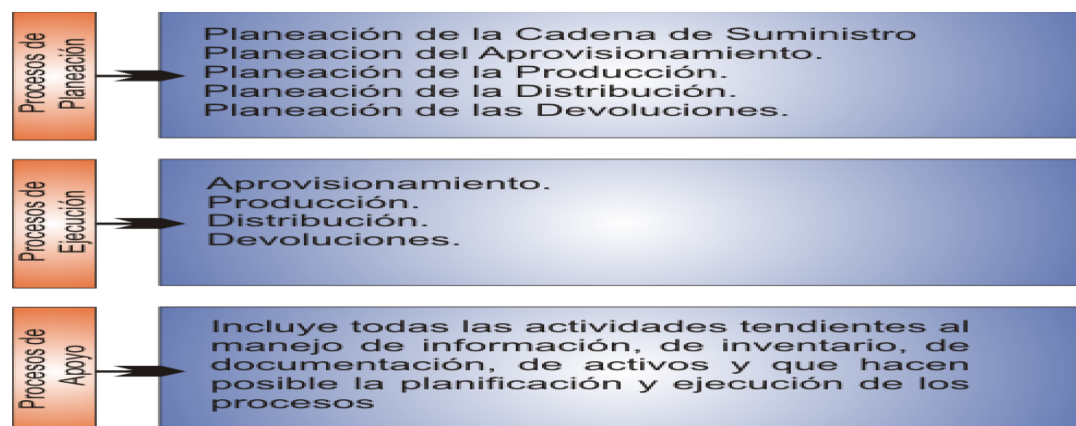 Procesos de
Planeación
Planeación de la Cadena de Suministro
Planeacion del Aprovisionamiento.
Planeación de la Producción.
Planeación de la Distribución.
Planeación de las Devoluciones.
Procesos de
Ejecución
Aprovisionamiento.
Producción.
Distribución.
Devoluciones.
Procesos de
Apoyo
Incluye todas las actividades tendientes al
manejo de información, de inventario, de
documentación, de activos y que hacen
posible la planificación y ejecución de los
procesos